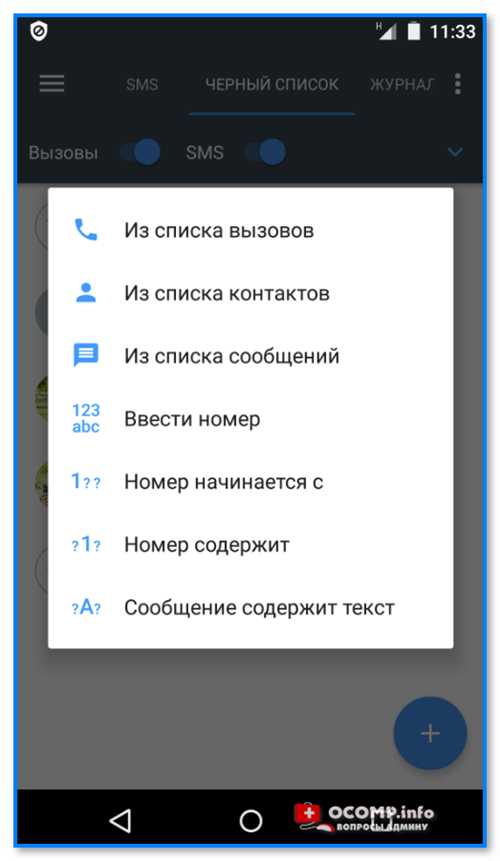 H 11:33
SMS ЧЕРНЫЙ СПИСОК ЖУРНАЛ
Вызовы SMS
Из списка вызовов
Из списка контактов
Из списка сообщений
123
abc
Ввести номер
1?? Номер начинается с
?1? Номер содержит
?A? Сообщение содержит текст
OCOMP.info
ВОПРОСЫ АДМИНУ